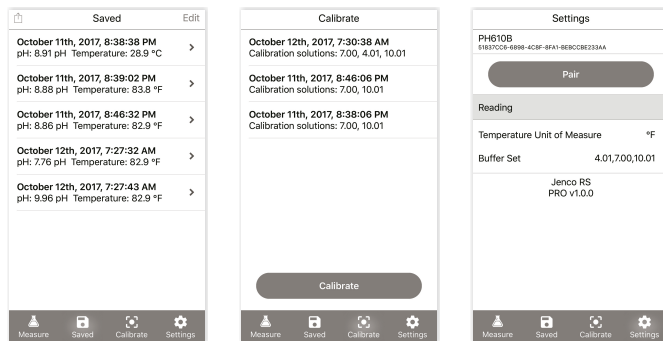 Saved
Edit
October 11th, 2017, 8:38:38 PM
pH: 8.91 pH Temperature: 28.9 °C
October 11th, 2017, 8:39:02 PM
pH: 8.88 pH Temperature: 83.8 °F
October 11th, 2017, 8:46:32 PM
pH: 8.86 pH Temperature: 82.9 °F
October 12th, 2017, 7:27:32 AM
pH: 7.76 pH Temperature: 82.9 °F
October 12th, 2017, 7:27:43 AM
pH: 9.96 pH Temperature: 82.9 °F
Measure Saved Calibrate Settings
Calibrate
October 12th, 2017, 7:30:38 AM
Calibration solutions: 7.00, 4.01, 10.01
October 11th, 2017, 8:46:06 PM
Calibration solutions: 7.00, 10.01
October 11th, 2017, 8:38:06 PM
Calibration solutions: 7.00, 10.01
Calibrate
Measure Saved Calibrate Settings
Settings
PH610B
51837CC6-6898-4C8F-8FA1-BEBCCBE233AA
Pair
Reading
Temperature Unit of Measure °F
Buffer Set 4.01,7.00,10.01
Jenco RS
PRO v1.0.0
Measure Saved Calibrate Settings